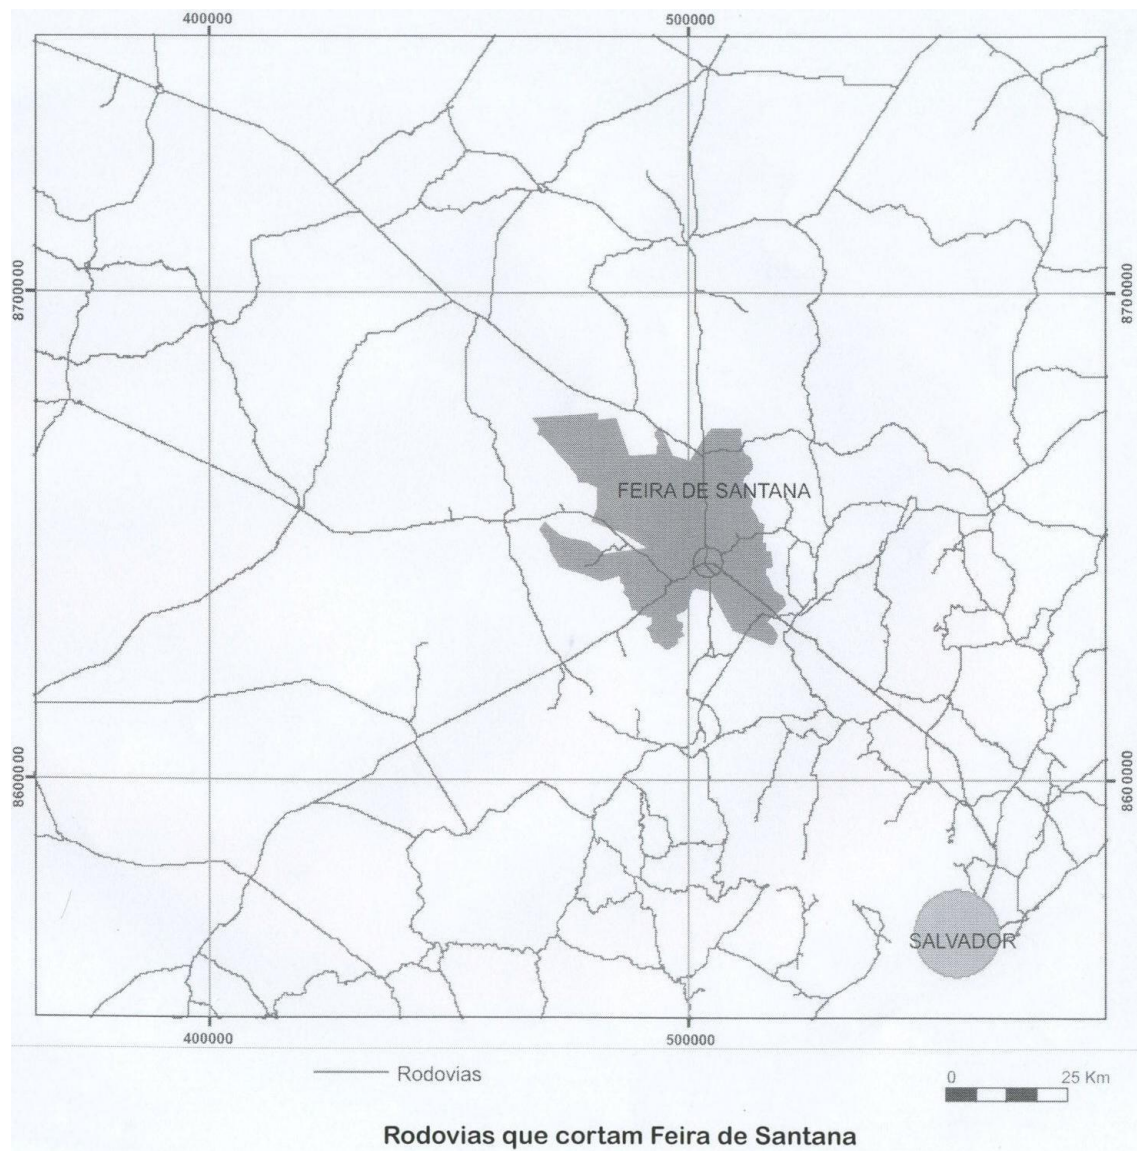 400000 500000
8700000 8700000
FEIRA DE SANTANA
8600000 8600000
SALVADOR
400000 500000
Rodovias
0 25 Km
Rodovias que cortam Feira de Santana